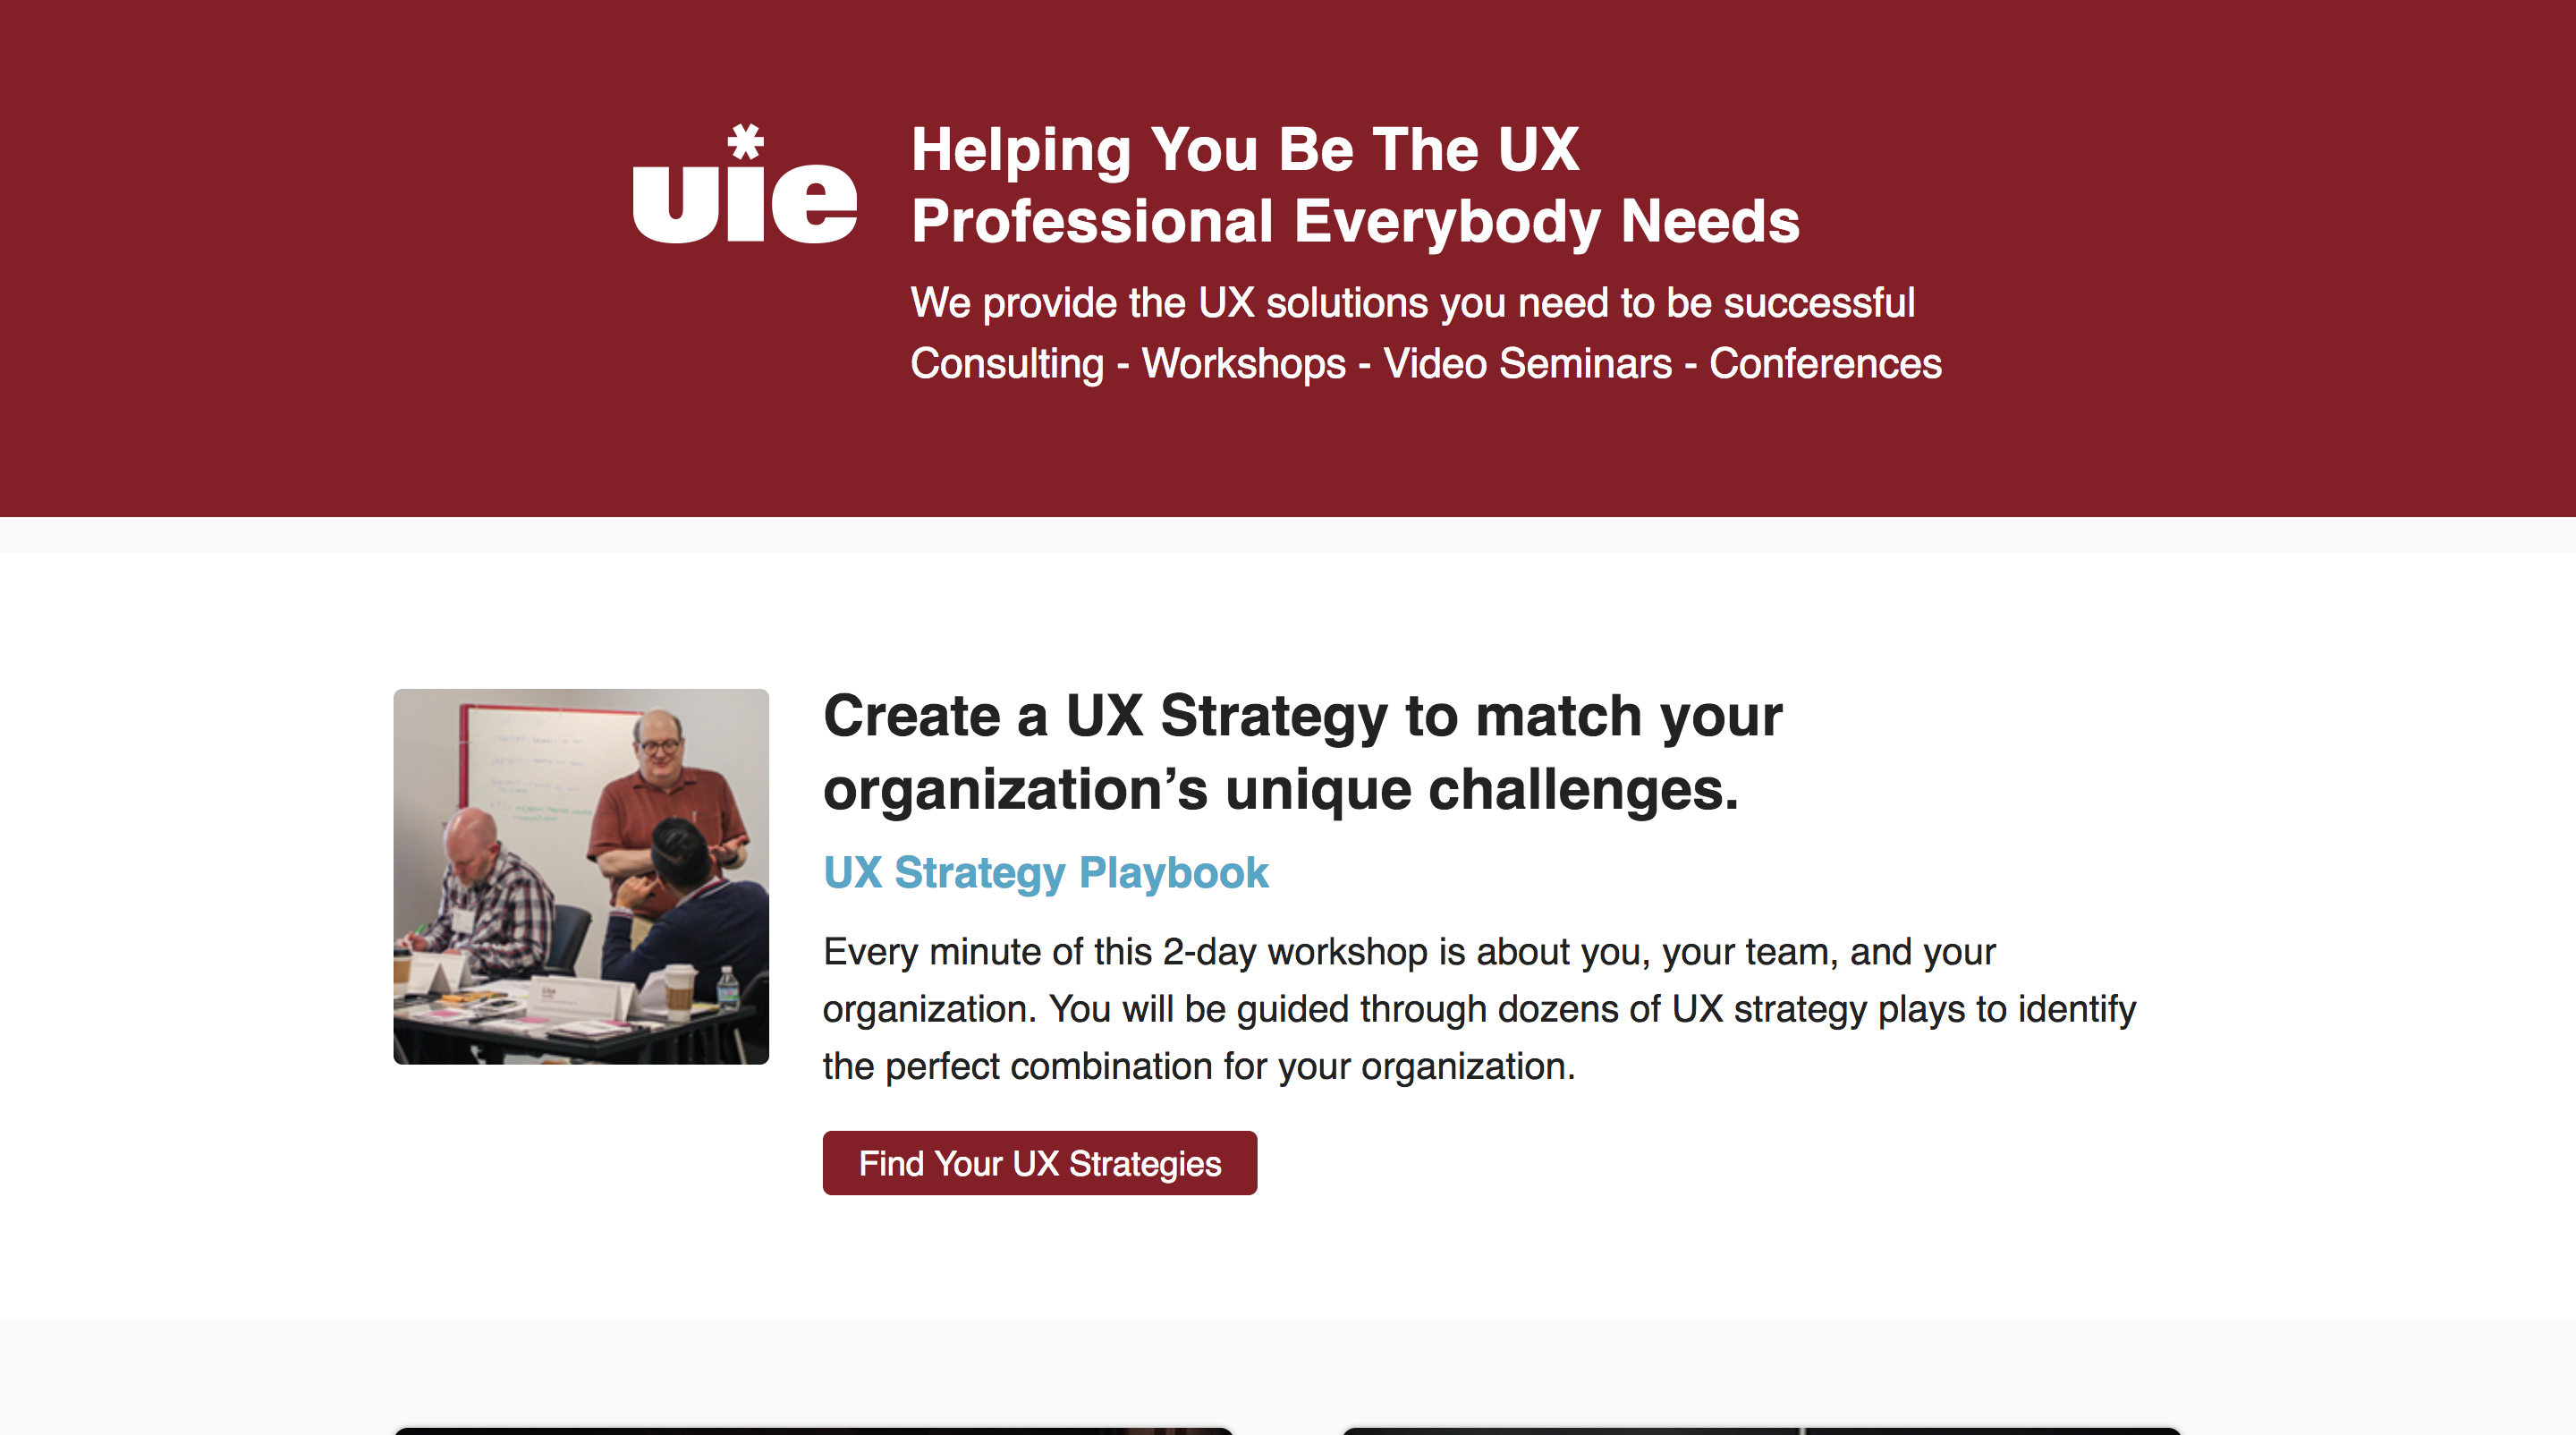 uie
Helping You Be The UX
Professional Everybody Needs
We provide the UX solutions you need to be successful
Consulting - Workshops - Video Seminars - Conferences
Create a UX Strategy to match your
organization’s unique challenges.
UX Strategy Playbook
Every minute of this 2-day workshop is about you, your team, and your
organization. You will be guided through dozens of UX strategy plays to identify
the perfect combination for your organization.
Find Your UX Strategies